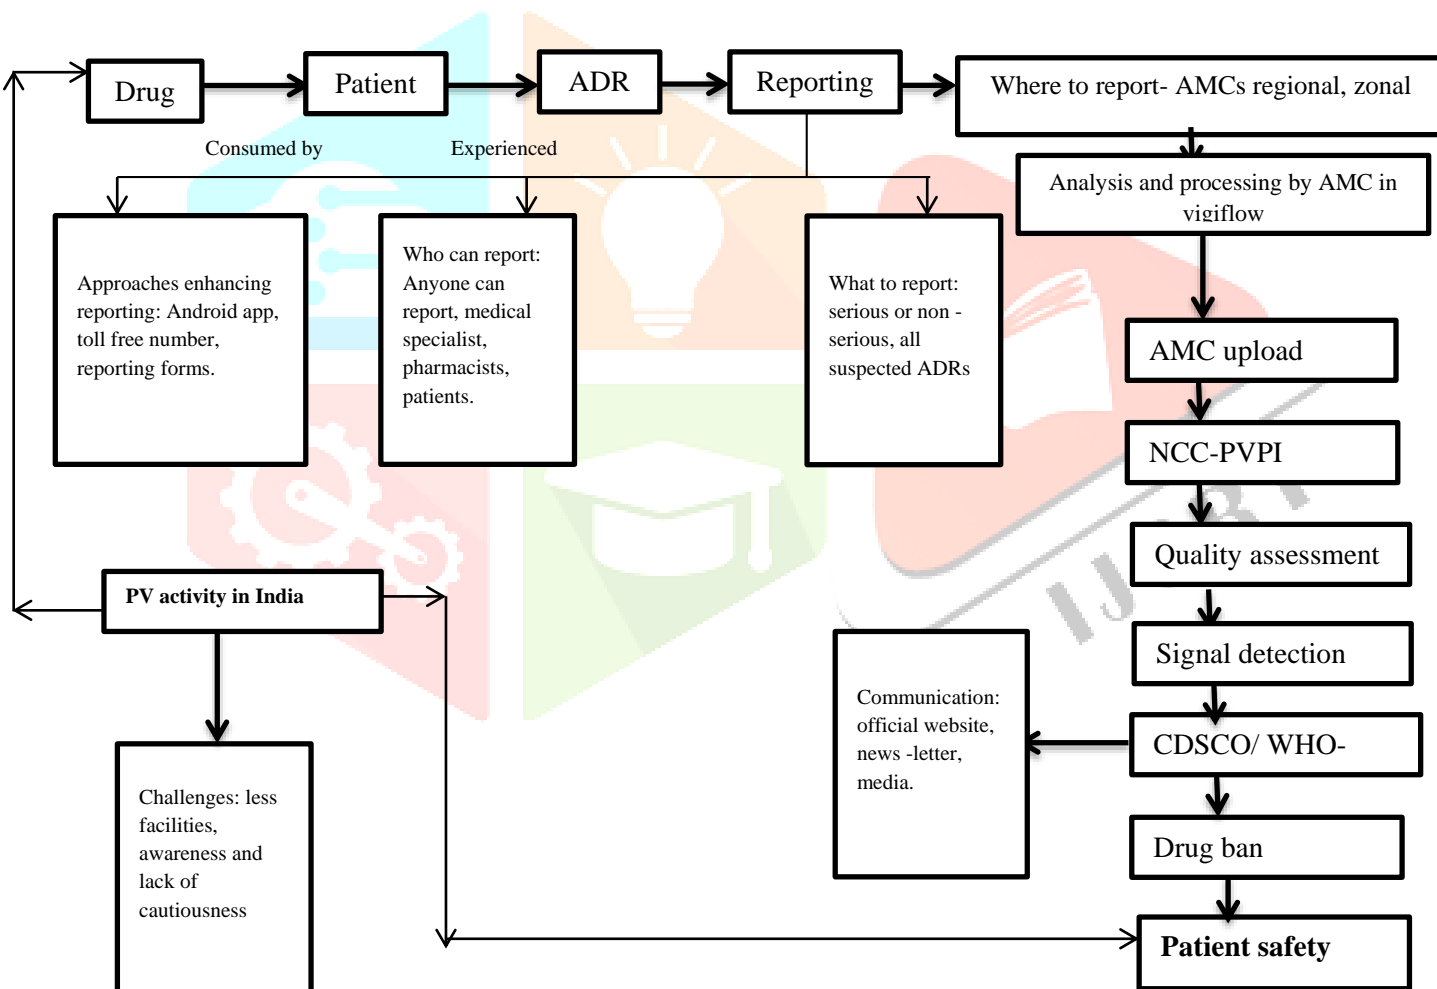 Drug
Patient
ADR
Reporting
Where to report- AMCs regional, zonal
Consumed by
Experienced
Analysis and processing by AMC in
vigiflow
Approaches enhancing
reporting: Android app,
toll free number,
reporting forms.
Who can report:
Anyone can
report, medical
specialist,
pharmacists,
patients.
What to report:
serious or non -
serious, all
suspected ADRs
AMC upload
NCC-PVPI
Quality assessment
Signal detection
CDSCO/ WHO-
Communication:
official website,
news -letter,
media.
Drug ban
Patient safety
PV activity in India
Challenges: less
facilities,
awareness and
lack of
cautiousness